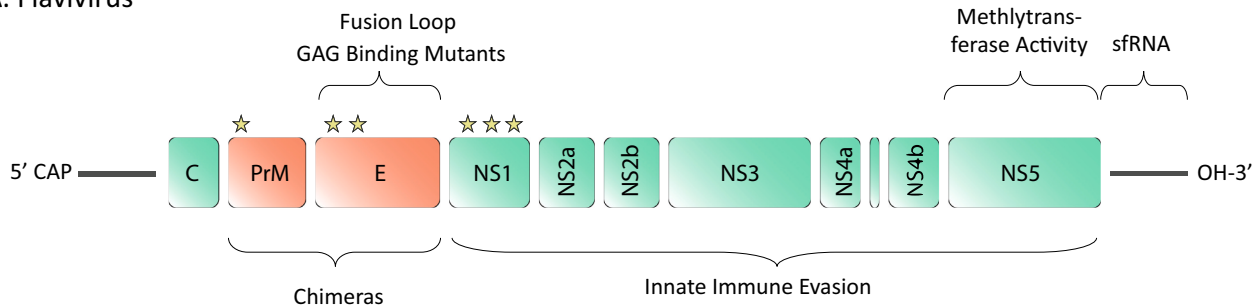 A. Flavivirus
Fusion Loop
GAG Binding Mutants
Methlytrans-
ferase Activity
sfRNA
5’ CAP
C
PrM
E
NS1
NS2a
NS2b
NS3
NS4a
NS4b
NS5
OH-3’
Chimeras
Innate Immune Evasion